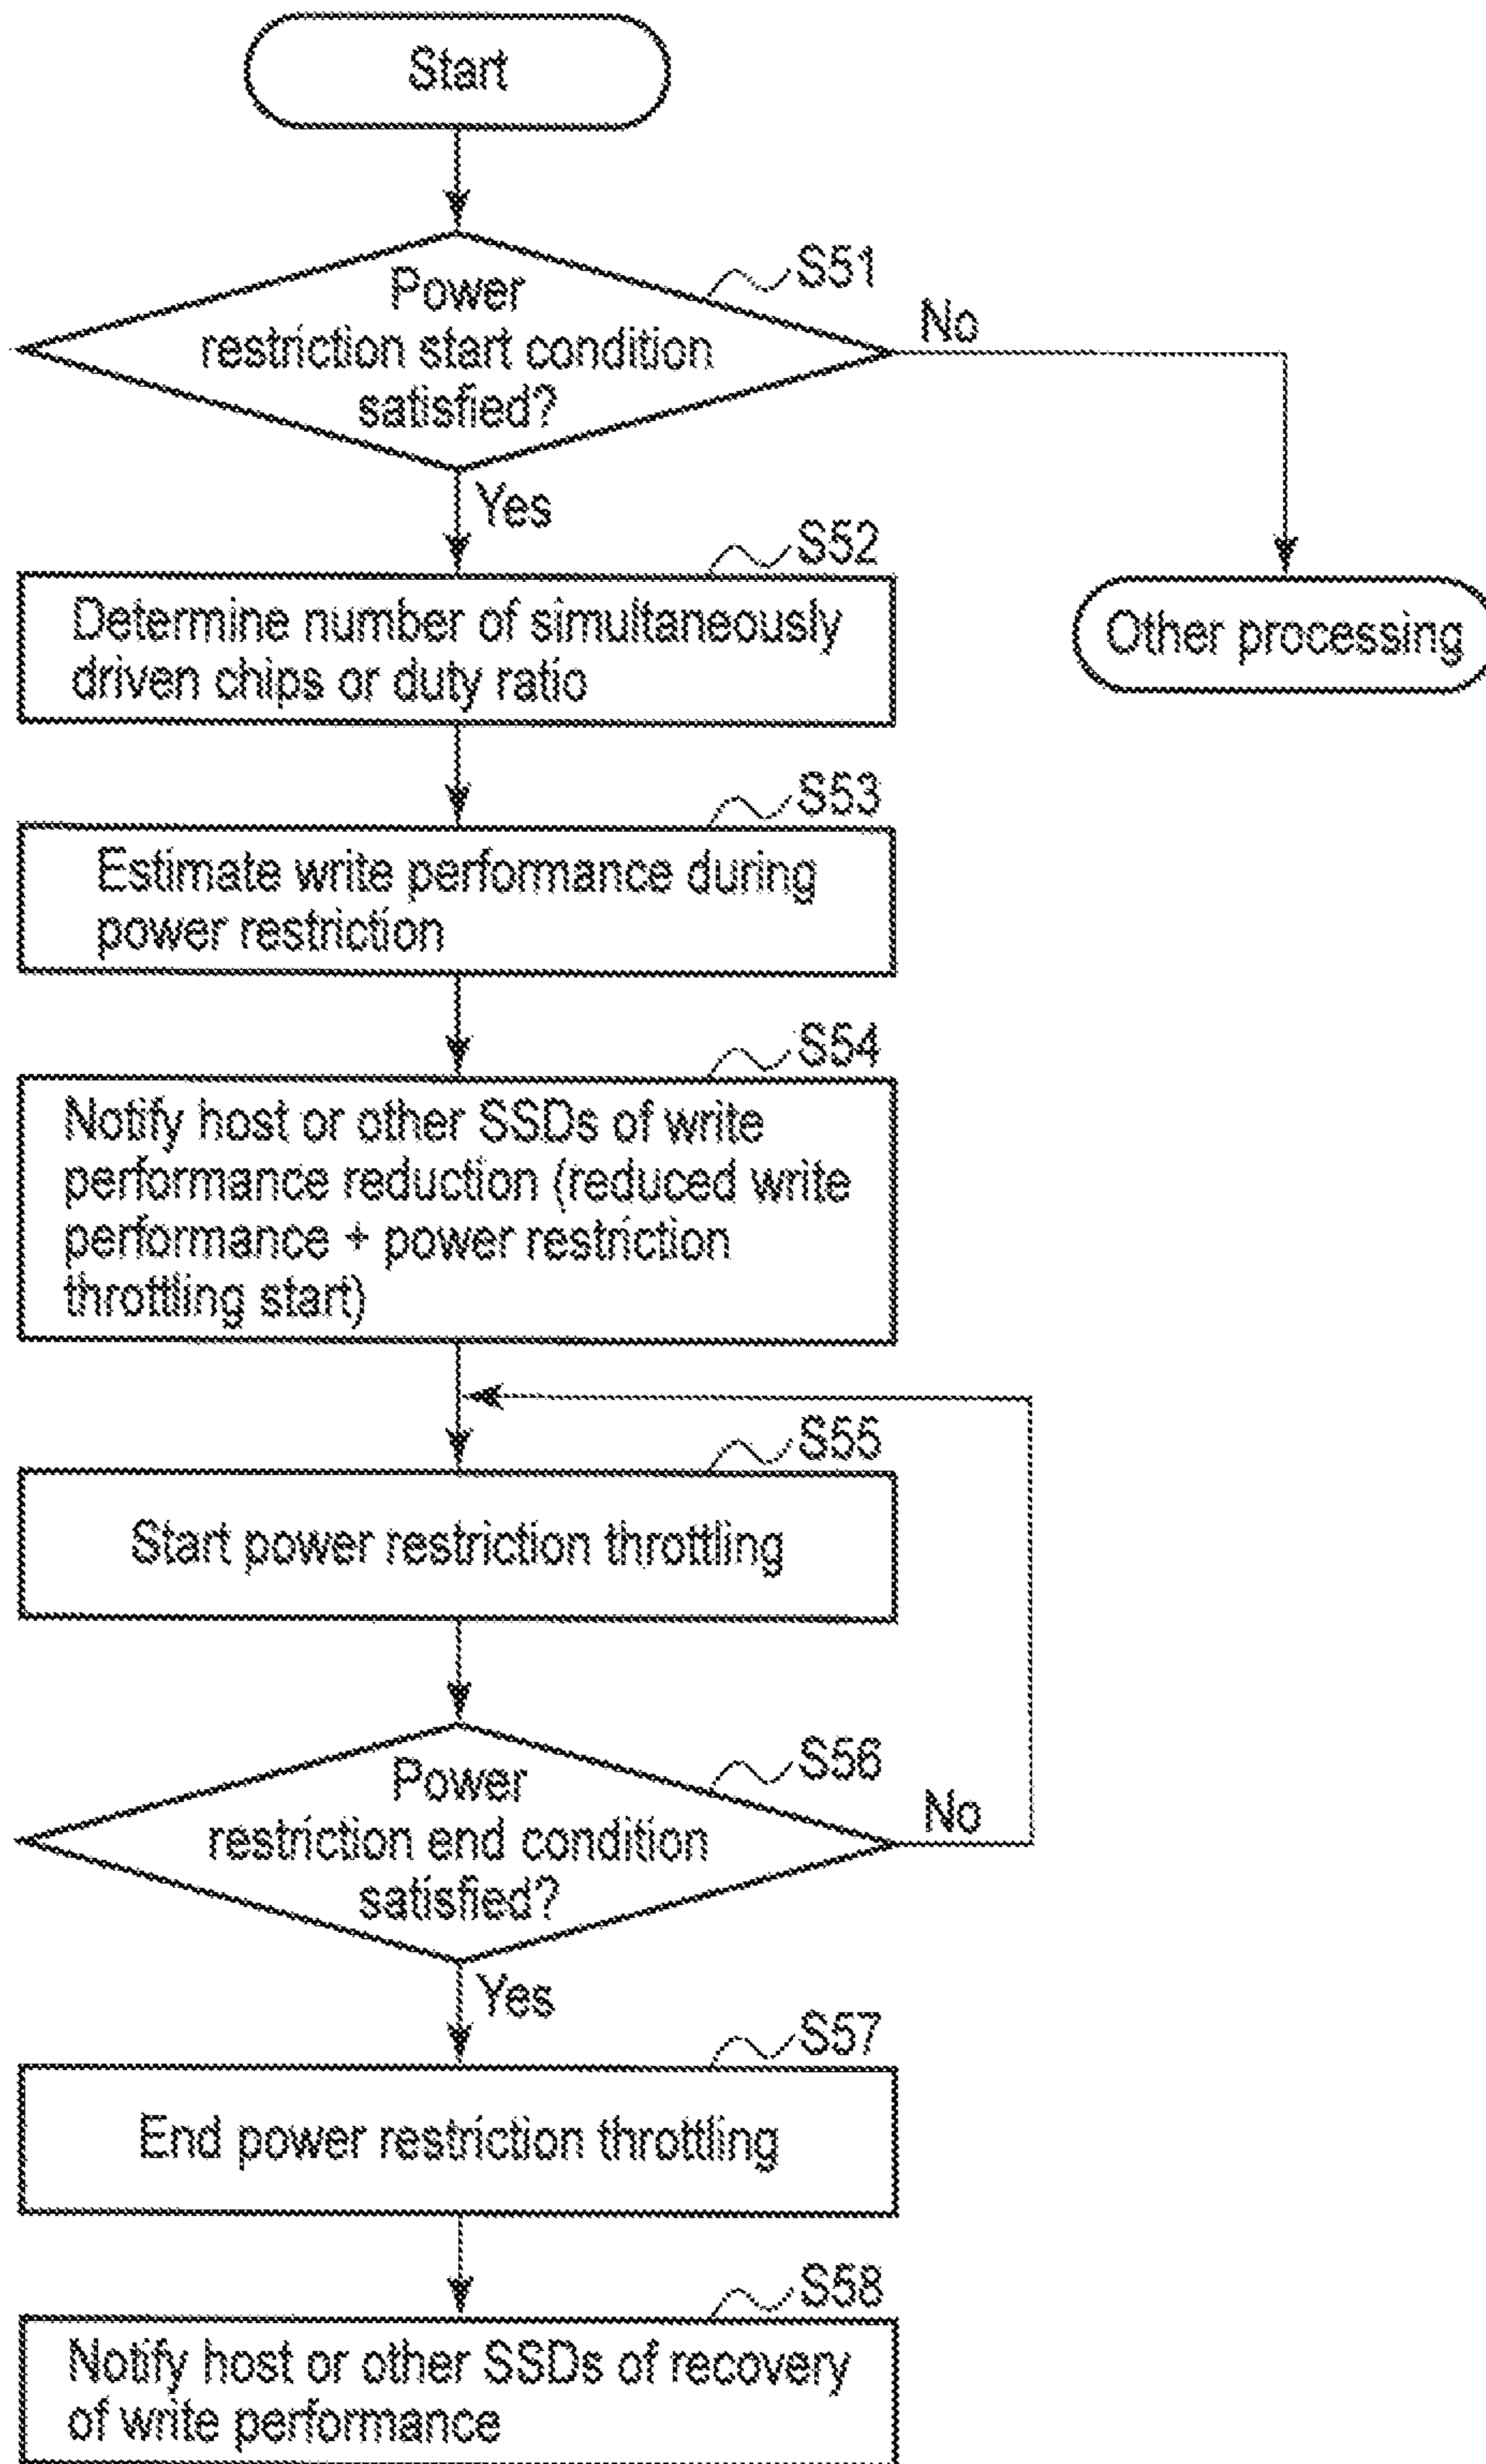 Start
S51
Power
restriction start condition
satisfied?
No
Yes
S52
Determine number of simultaneously
driven chips or duty ratio
Other processing
S53
Estimate write performance during
power restriction
S54
Notify host or other SSDs of write
performance reduction (reduced write
performance + power restriction
throttling start)
S55
Start power restriction throttling
S56
Power
restriction end condition
satisfied?
No
Yes
S57
End power restriction throttling
S58
Notify host or other SSDs of recovery
of write performance